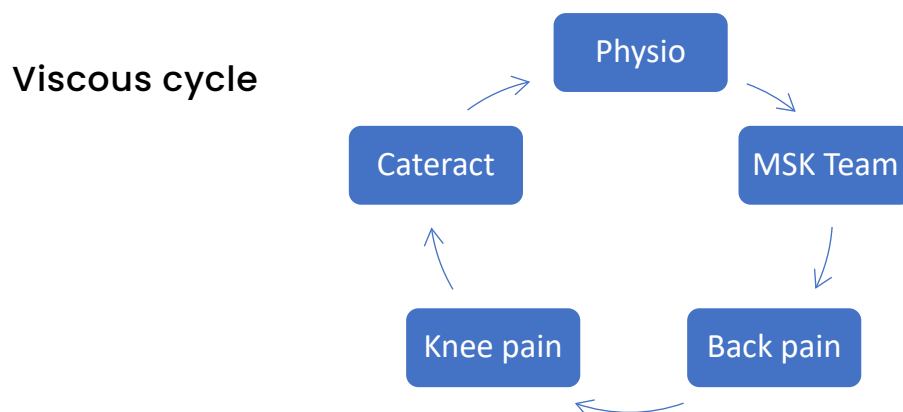 Viscous cycle
Physio
MSK Team
Back pain
Knee pain
Cateract